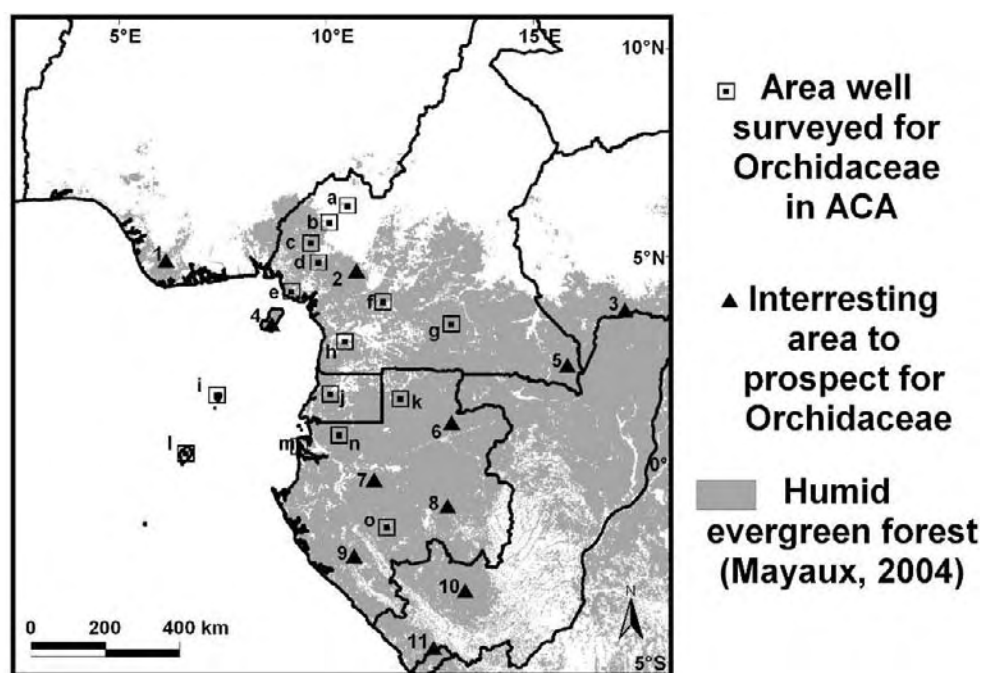 5°E 10°E 15°E
10°N
a
b
c
d
5°N
1
2
e
f
3
4
g
h
5
i
j
k
6
l
m
n
0°
7
8
o
9
10
N
0 200 400 km
11
5°S
Area well
surveyed for
Orchidaceae
in ACA
Interresting
area to
prospect for
Orchidaceae
Humid
evergreen forest
(Mayaux, 2004)